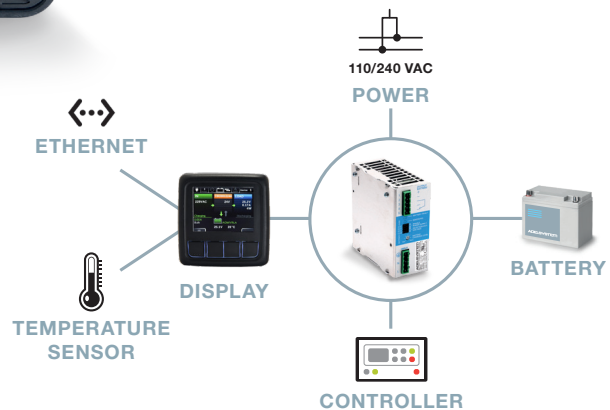 110/240 VAC
POWER
ETHERNET
DISPLAY
BATTERY
TEMPERATURE
SENSOR
CONTROLLER